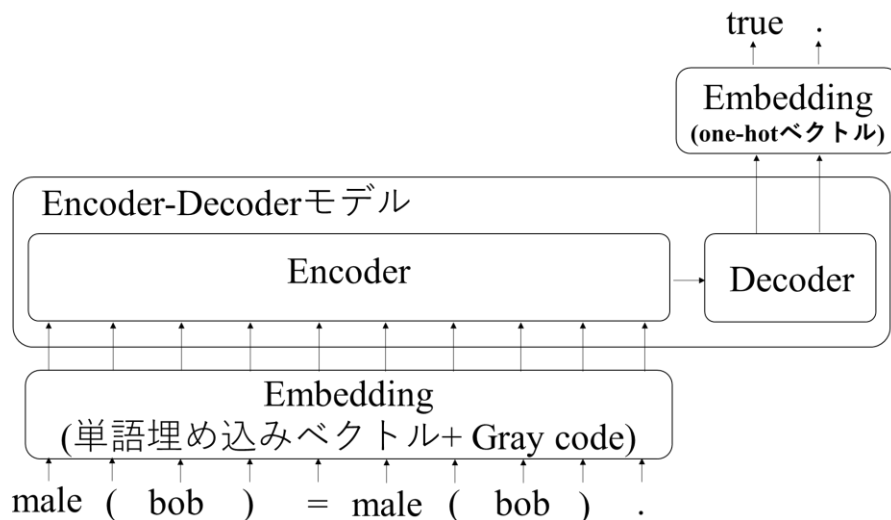 true .
Embedding
(one-hotベクトル)
Encoder-Decoderモデル
Encoder
Decoder
Embedding
(単語埋め込みベクトル+ Gray code)
male ( bob ) = male ( bob ) .